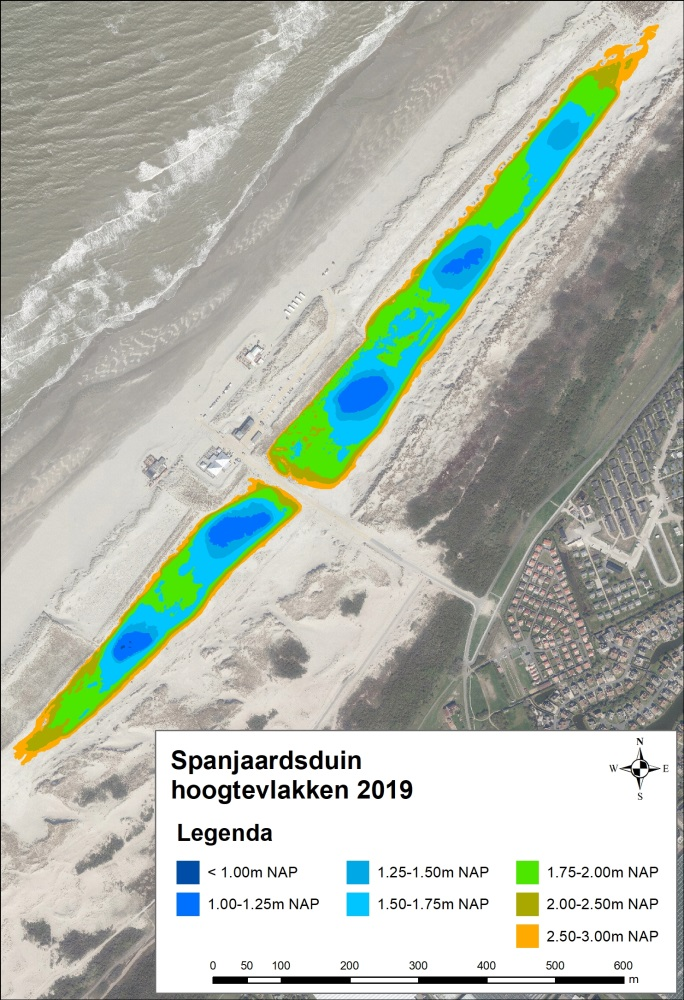 Spanjaardsduin
hoogtevlakken 2019
N
W E
S
Legenda
< 1.00m NAP
1.00-1.25m NAP
1.25-1.50m NAP
1.50-1.75m NAP
1.75-2.00m NAP
2.00-2.50m NAP
2.50-3.00m NAP
0 50 100 200 300 400 500 600
m